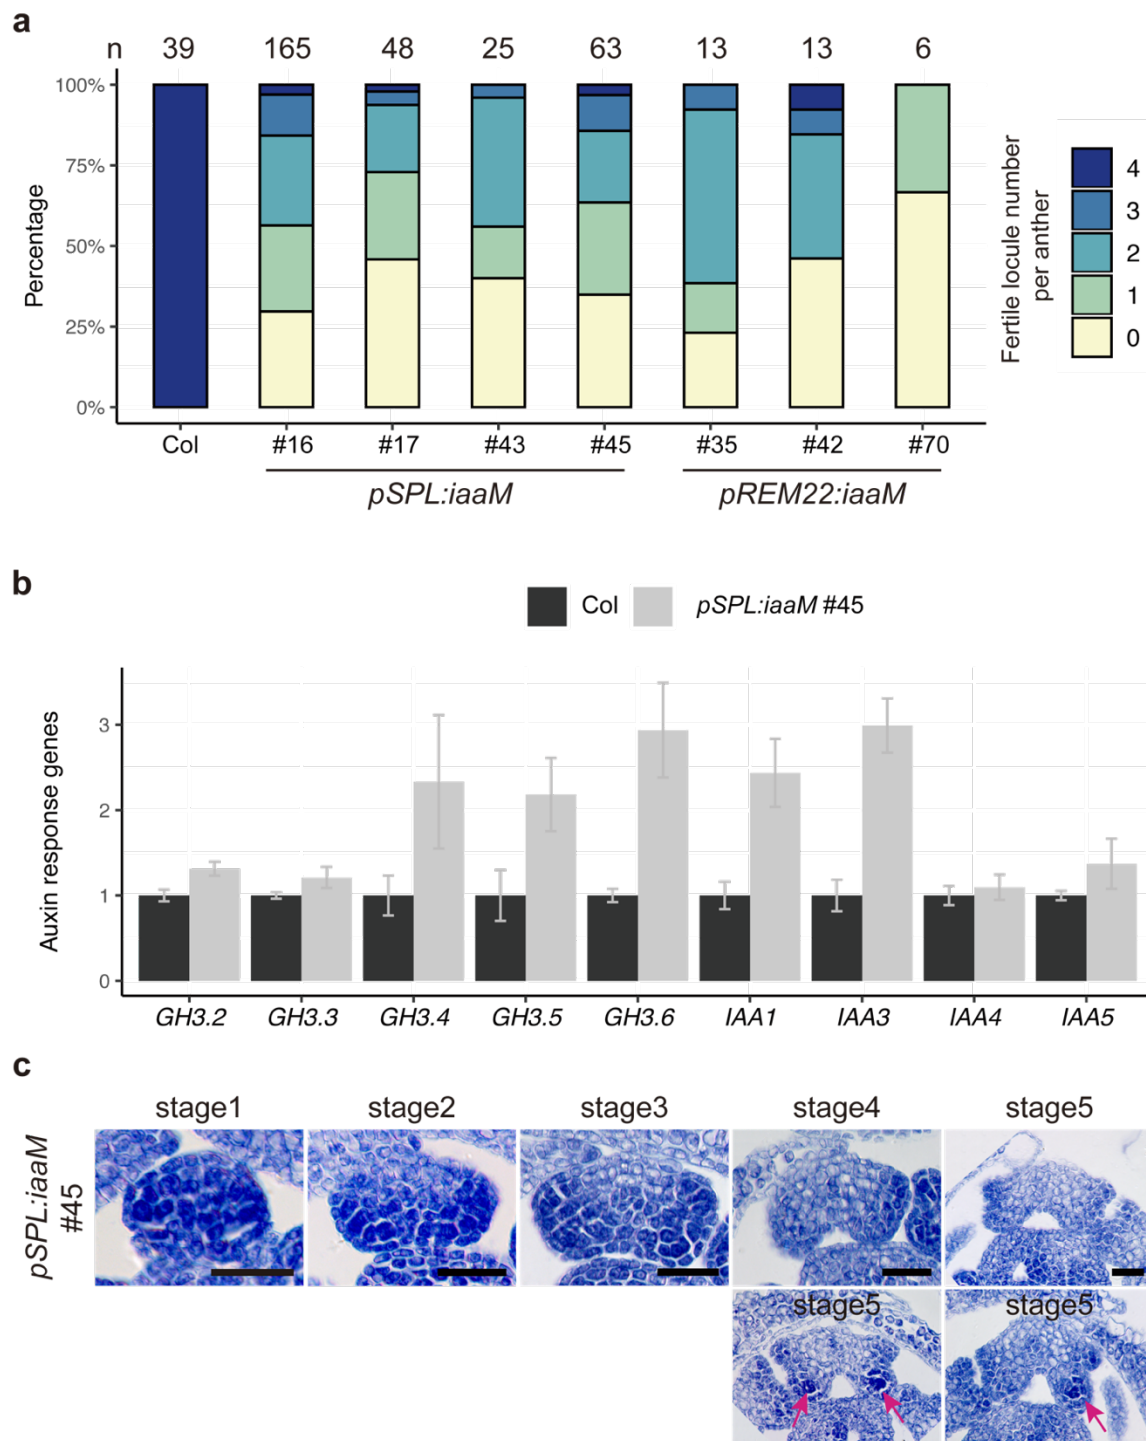 a
n 39 165 48 25 63 13 13 6
100%
75%
50%
25%
0%
Percentage
Col #16 #17 #43 #45 #35 #42 #70
pSPL:iaaM pREM22:iaaM
Fertile locule number
per anther
4
3
2
1
0
b
Col pSPL:iaaM #45
Auxin response genes
3
2
1
0
GH3.2 GH3.3 GH3.4 GH3.5 GH3.6 IAA1 IAA3 IAA4 IAA5
c
stage1 stage2 stage3 stage4 stage5
pSPL:iaaM
#45
stage5 stage5